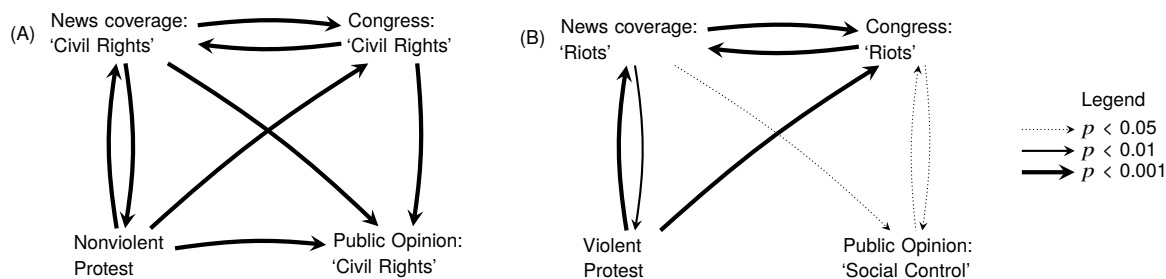 (A)
News coverage:
‘Civil Rights’
Congress:
‘Civil Rights’
Nonviolent
Protest
Public Opinion:
‘Civil Rights’
(B)
News coverage:
‘Riots’
Congress:
‘Riots’
Violent
Protest
Public Opinion:
‘Social Control’
Legend
p < 0.05
p < 0.01
p < 0.001